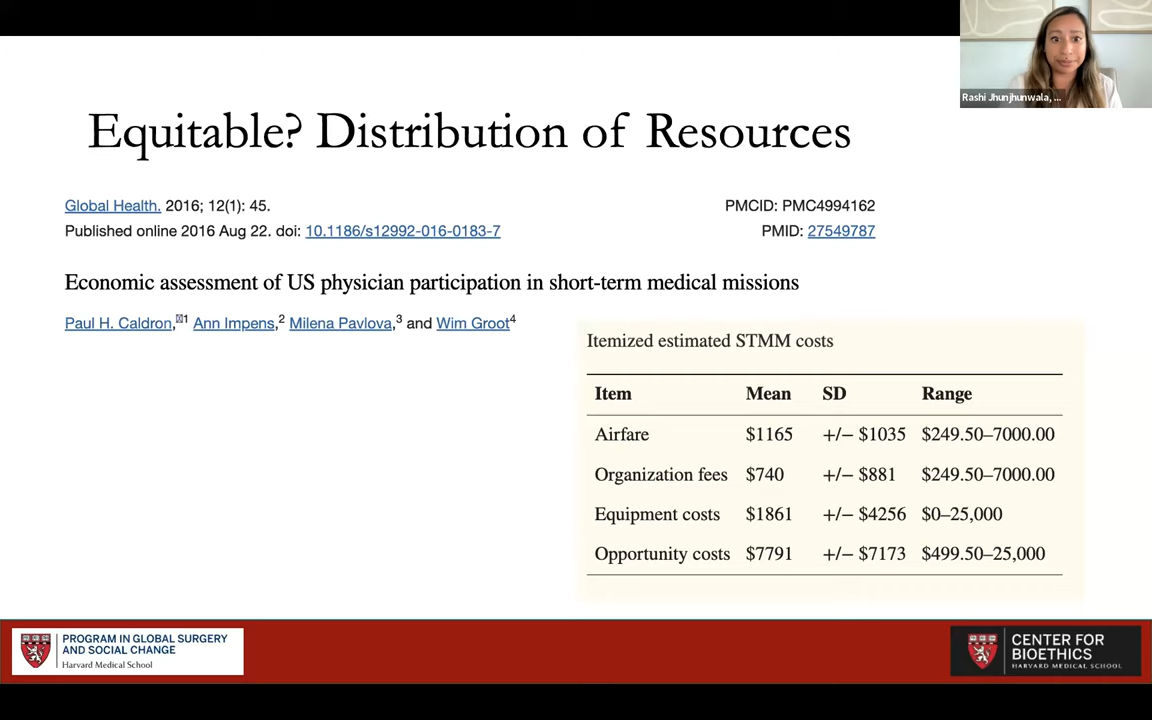 Rashi Jhunjhunwala, ...
Equitable? Distribution of Resources
Global Health. 2016; 12(1): 45.
PMCID: PMC4994162
Published online 2016 Aug 22. doi: 10.1186/s12992-016-0183-7
PMID: 27549787
Economic assessment of US physician participation in short-term medical missions
Paul H. Caldron,1 Ann Impens,2 Milena Pavlova,3 and Wim Groot4
Itemized estimated STMM costs
Item Mean SD Range
Airfare $1165 +/− $1035 $249.50–7000.00
Organization fees $740 +/− $881 $249.50–7000.00
Equipment costs $1861 +/− $4256 $0–25,000
Opportunity costs $7791 +/− $7173 $499.50–25,000
PROGRAM IN GLOBAL SURGERY
AND SOCIAL CHANGE
Harvard Medical School
CENTER FOR
BIOETHICS
HARVARD MEDICAL SCHOOL